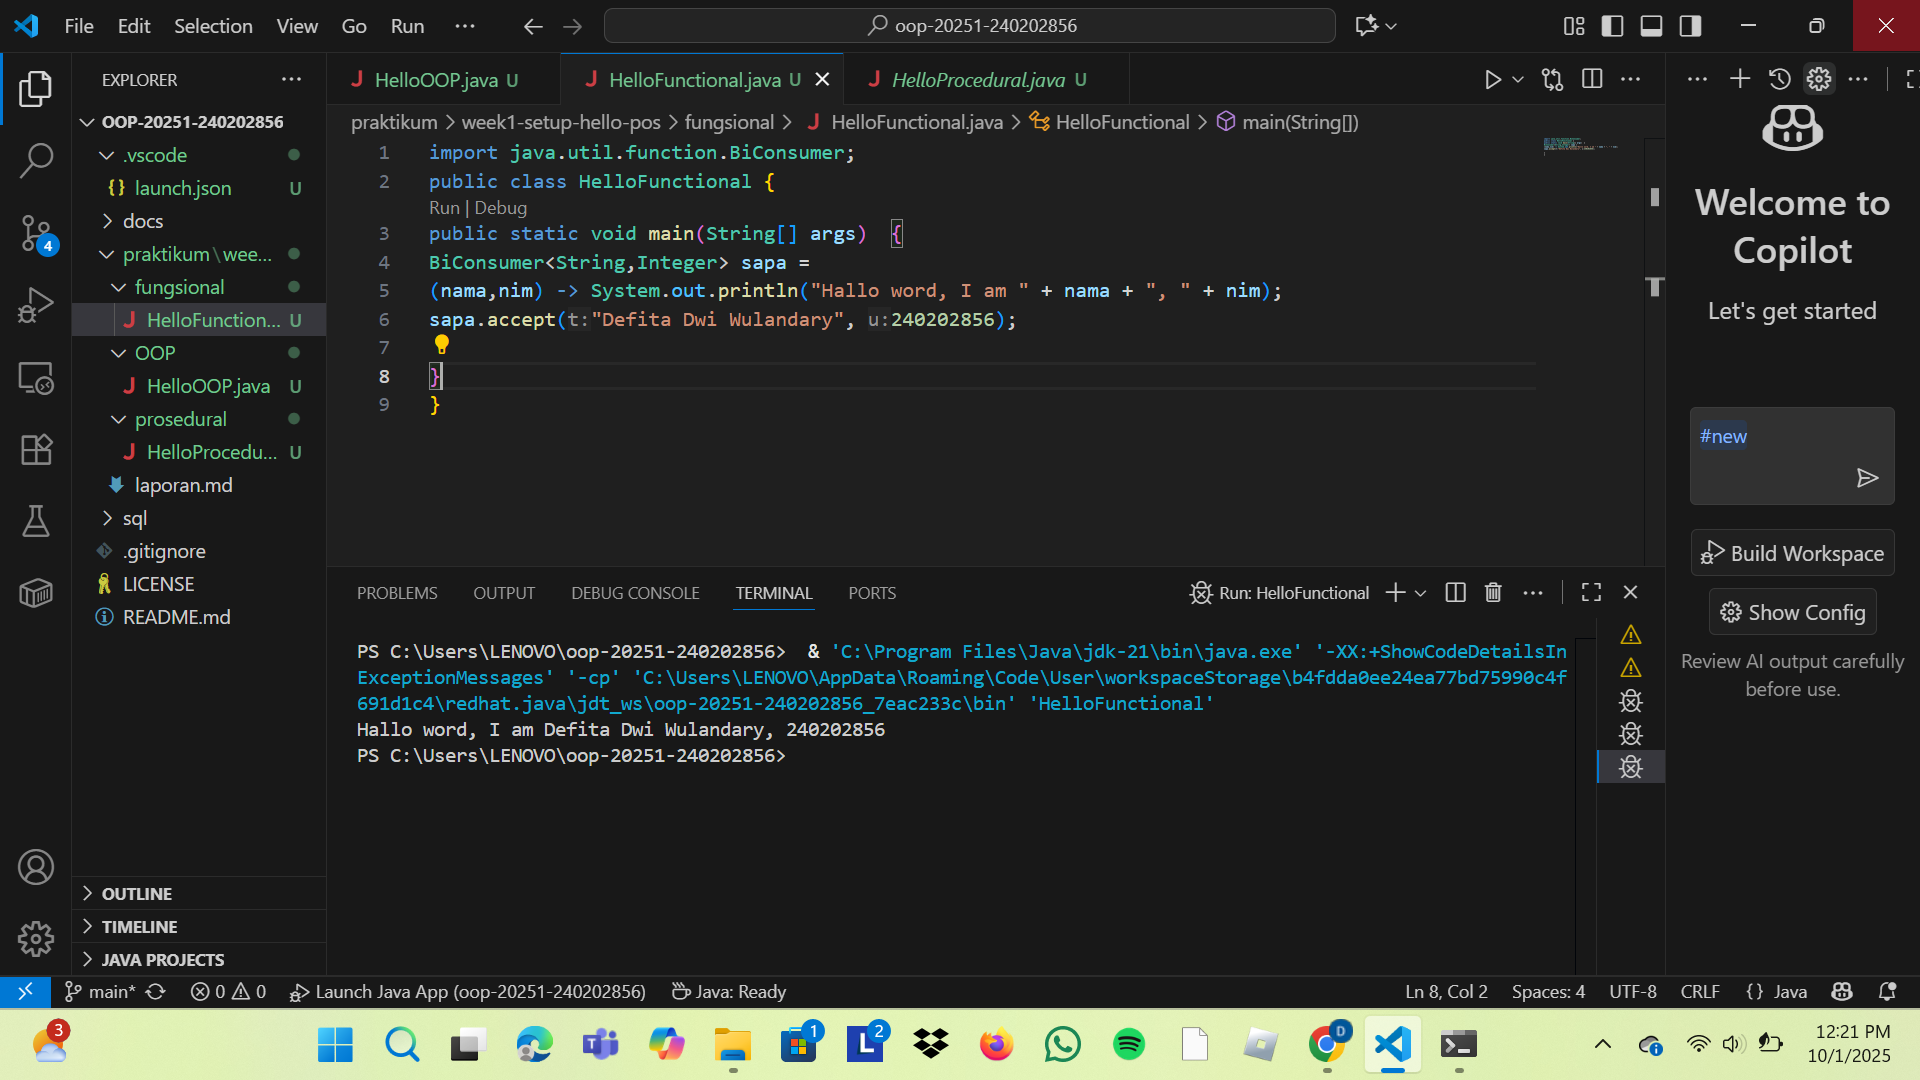 File Edit Selection View Go Run ··· oop-20251-240202856
EXPLORER
OOP-20251-240202856
.vscode
{} launch.json U
docs
praktikum\wee...
fungsional
J HelloFunction... U
OOP
J HelloOOP.java U
prosedural
J HelloProcedu... U
laporan.md
sql
.gitignore
LICENSE
README.md
OUTLINE
TIMELINE
JAVA PROJECTS
4
J HelloOOP.java U
J HelloFunctional.java U
J HelloProcedural.java U
praktikum > week1-setup-hello-pos > fungsional > J HelloFunctional.java > HelloFunctional > main(String[])
1 import java.util.function.BiConsumer;
2 public class HelloFunctional {
Run | Debug
3 public static void main(String[] args)  {
4 BiConsumer<String,Integer> sapa =
5 (nama,nim) -> System.out.println("Hallo word, I am " + nama + ", " + nim);
6 sapa.accept(t:"Defita Dwi Wulandary", u:240202856);
7
8 }
9 }
PROBLEMS OUTPUT DEBUG CONSOLE TERMINAL PORTS Run: HelloFunctional
PS C:\Users\LENOVO\oop-20251-240202856>  & 'C:\Program Files\Java\jdk-21\bin\java.exe' '-XX:+ShowCodeDetailsIn
ExceptionMessages' '-cp' 'C:\Users\LENOVO\AppData\Roaming\Code\User\workspaceStorage\b4fdda0ee24ea77bd75990c4f
691d1c4\redhat.java\jdt_ws\oop-20251-240202856_7eac233c\bin' 'HelloFunctional'
Hallo word, I am Defita Dwi Wulandary, 240202856
PS C:\Users\LENOVO\oop-20251-240202856>
Welcome to
Copilot
Let's get started
#new
Build Workspace
Show Config
Review AI output carefully
before use.
main* 0 0 Launch Java App (oop-20251-240202856) Java: Ready Ln 8, Col 2 Spaces: 4 UTF-8 CRLF {} Java
3 1 L 2 D 12:21 PM
10/1/2025